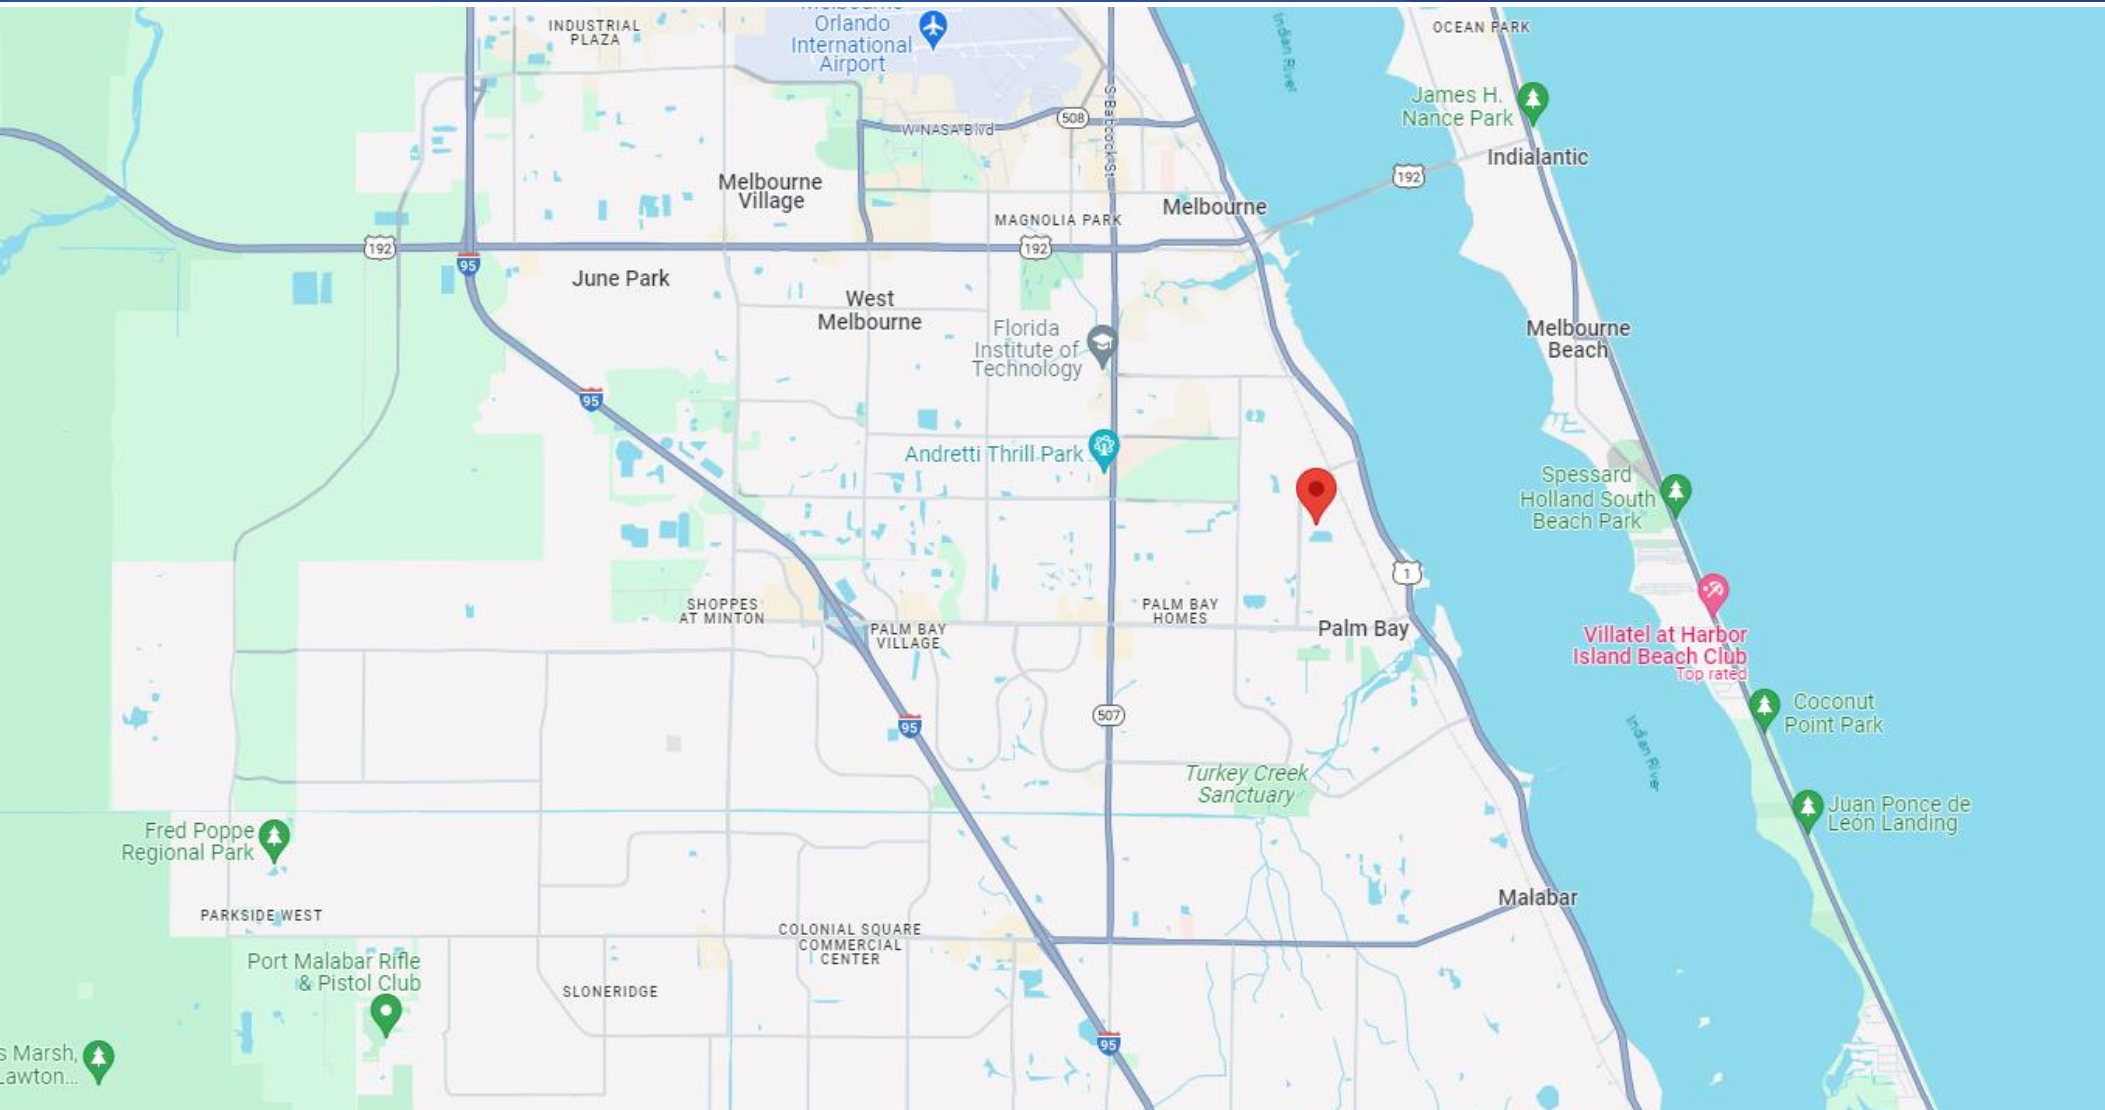 INDUSTRIAL
PLAZA
Melbourne
Orlando
International
Airport
OCEAN PARK
Indian River
James H.
Nance Park
Indialantic
S Babcock St
508
W NASA Blvd
192
Melbourne
Village
MAGNOLIA PARK
Melbourne
192
192
95
June Park
West
Melbourne
Florida
Institute of
Technology
Melbourne
Beach
95
Andretti Thrill Park
Spessard
Holland South
Beach Park
1
SHOPPES
AT MINTON
PALM BAY
VILLAGE
PALM BAY
HOMES
Palm Bay
Villatel at Harbor
Island Beach Club
Top rated
95
507
Coconut
Point Park
Indian River
Turkey Creek
Sanctuary
Juan Ponce de
León Landing
Fred Poppe
Regional Park
Malabar
PARKSIDE WEST
COLONIAL SQUARE
COMMERCIAL
CENTER
Port Malabar Rifle
& Pistol Club
SLONERIDGE
95
s Marsh,
Lawton...